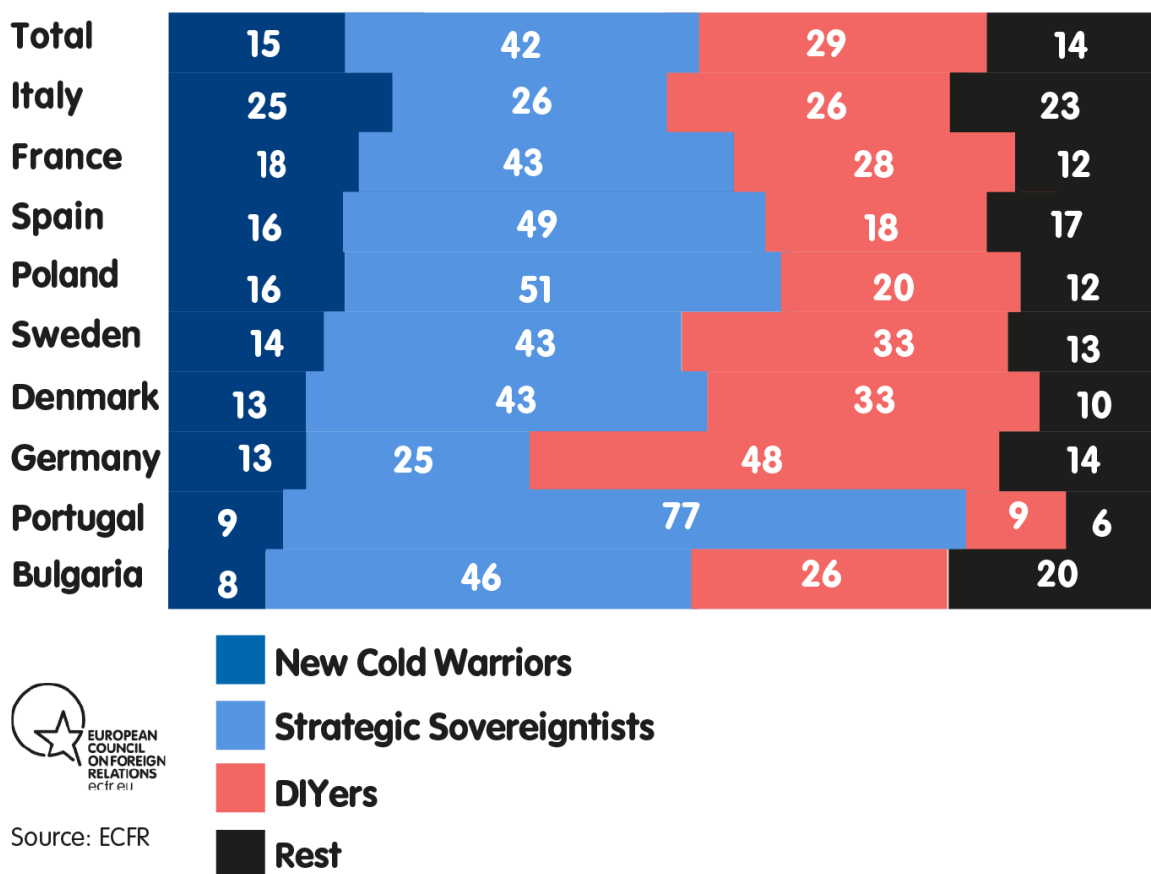 Total 15 42 29 14
Italy 25 26 26 23
France 18 43 28 12
Spain 16 49 18 17
Poland 16 51 20 12
Sweden 14 43 33 13
Denmark 13 43 33 10
Germany 13 25 48 14
Portugal 9 77 9 6
Bulgaria 8 46 26 20
New Cold Warriors
Strategic Sovereigntists
DIYers
Rest
EUROPEAN
COUNCIL
ON FOREIGN
RELATIONS
ecfr.eu
Source: ECFR